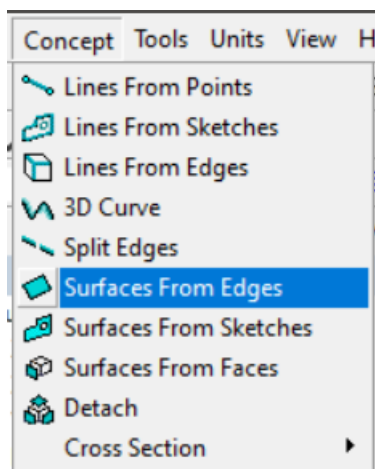 Concept Tools Units View H
Lines From Points
Lines From Sketches
Lines From Edges
3D Curve
Split Edges
Surfaces From Edges
Surfaces From Sketches
Surfaces From Faces
Detach
Cross Section